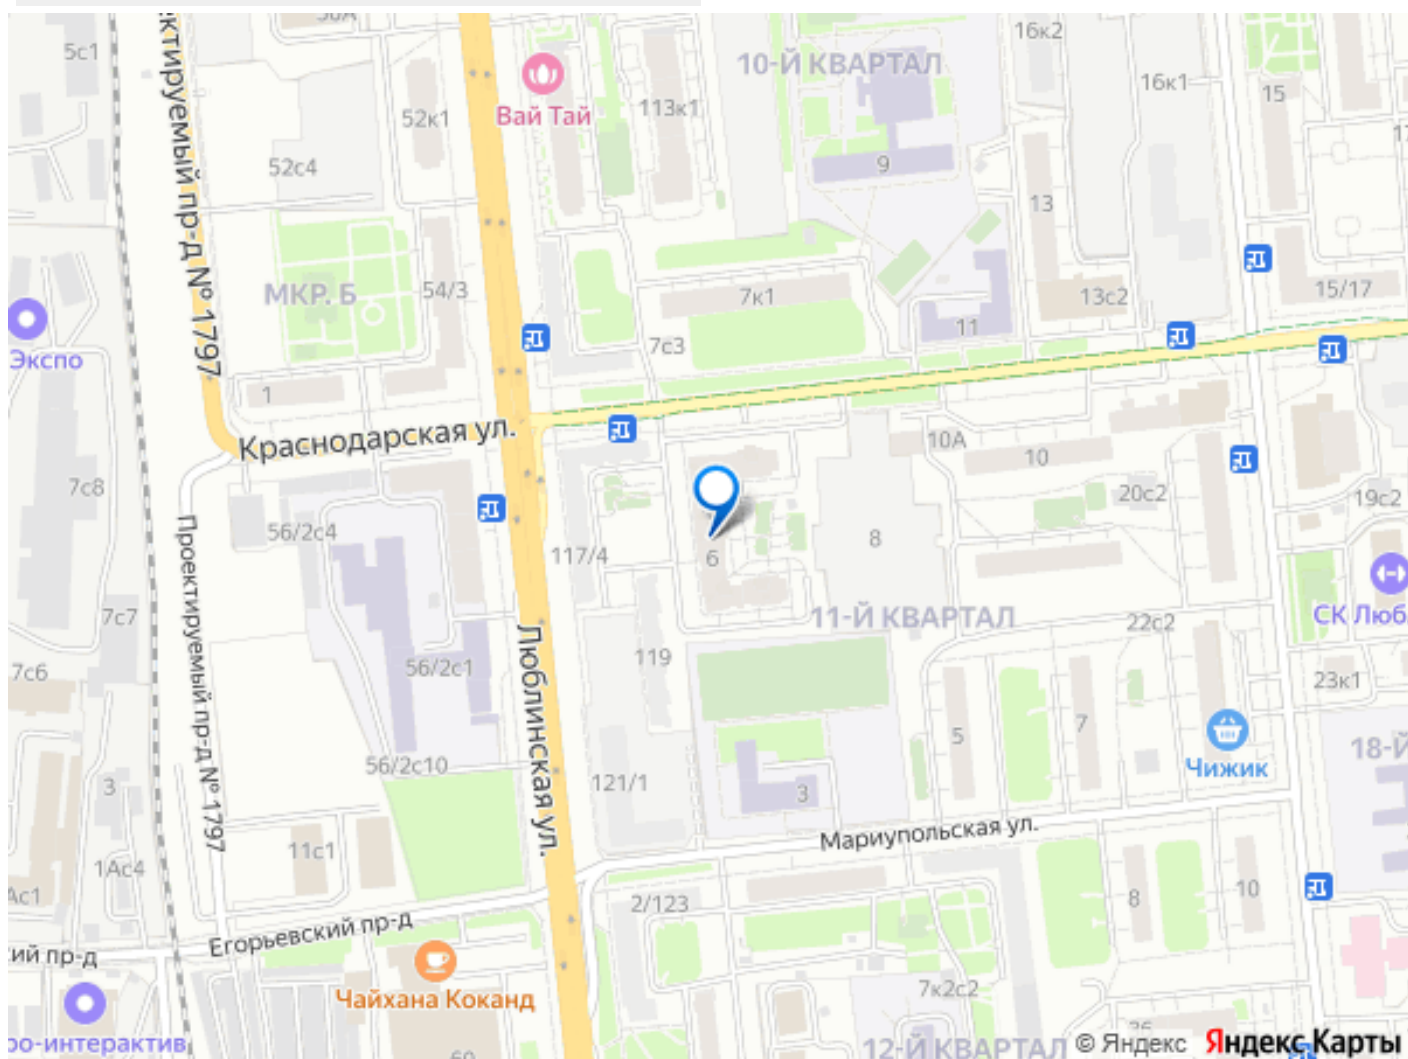 5с1
50А
52к1
Вай Тай
113к1
10-Й КВАРТАЛ
16к2
16к1
15
52с4
9
13
Проектируемый пр-д № 1797
МКР. Б
54/3
7к1
11
13с2
15/17
Экспо
7с3
1
Краснодарская ул.
10А
10
7с8
56/2с4
20с2
19с2
117/4
6
8
7с7
11-Й КВАРТАЛ
22с2
СК Люб
7с6
56/2с1
119
23к1
Проектируемый пр-д № 1797
Люблинская ул.
5
7
18-Й
56/2с10
121/1
3
Чижик
3
Мариупольская ул.
11с1
1Ас4
Ас1
2/123
8
10
Егорьевский пр-д
ий пр-д
Чайхана Коканд
7к2с2
ро-интерактив
12-Й КВАРТАЛ
© Яндекс Яндекс Карты